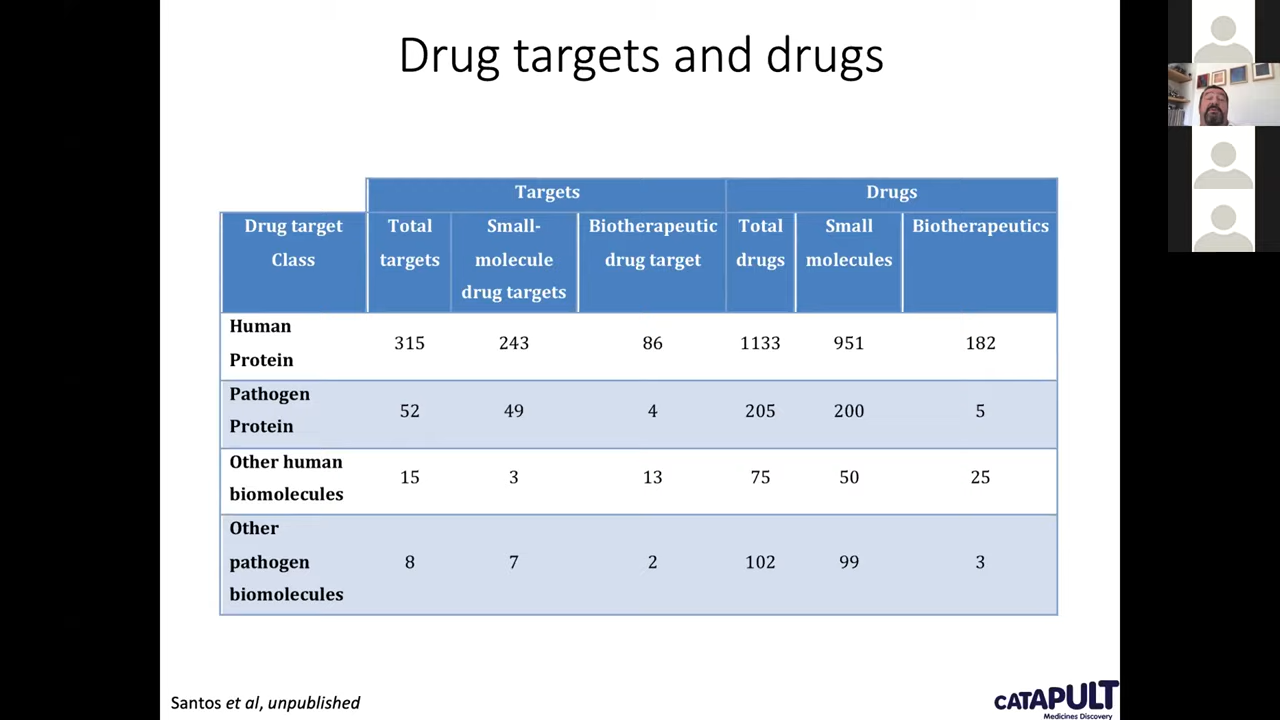 Drug targets and drugs
Targets Drugs
Drug target Class Total targets Small-molecule drug targets Biotherapeutic drug target Total drugs Small molecules Biotherapeutics
Human Protein 315 243 86 1133 951 182
Pathogen Protein 52 49 4 205 200 5
Other human biomolecules 15 3 13 75 50 25
Other pathogen biomolecules 8 7 2 102 99 3
Santos et al, unpublished
CATAPULT
Medicines Discovery